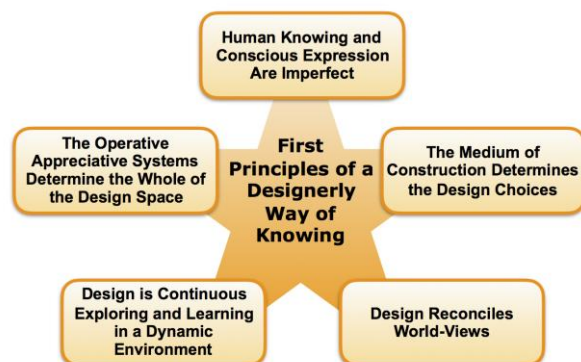 Human Knowing and
Conscious Expression
Are Imperfect
The Operative
Appreciative Systems
Determine the Whole of
the Design Space
First
Principles of a
Designerly
Way of
Knowing
The Medium of
Construction Determines
the Design Choices
Design is Continuous
Exploring and Learning
in a Dynamic
Environment
Design Reconciles
World-Views